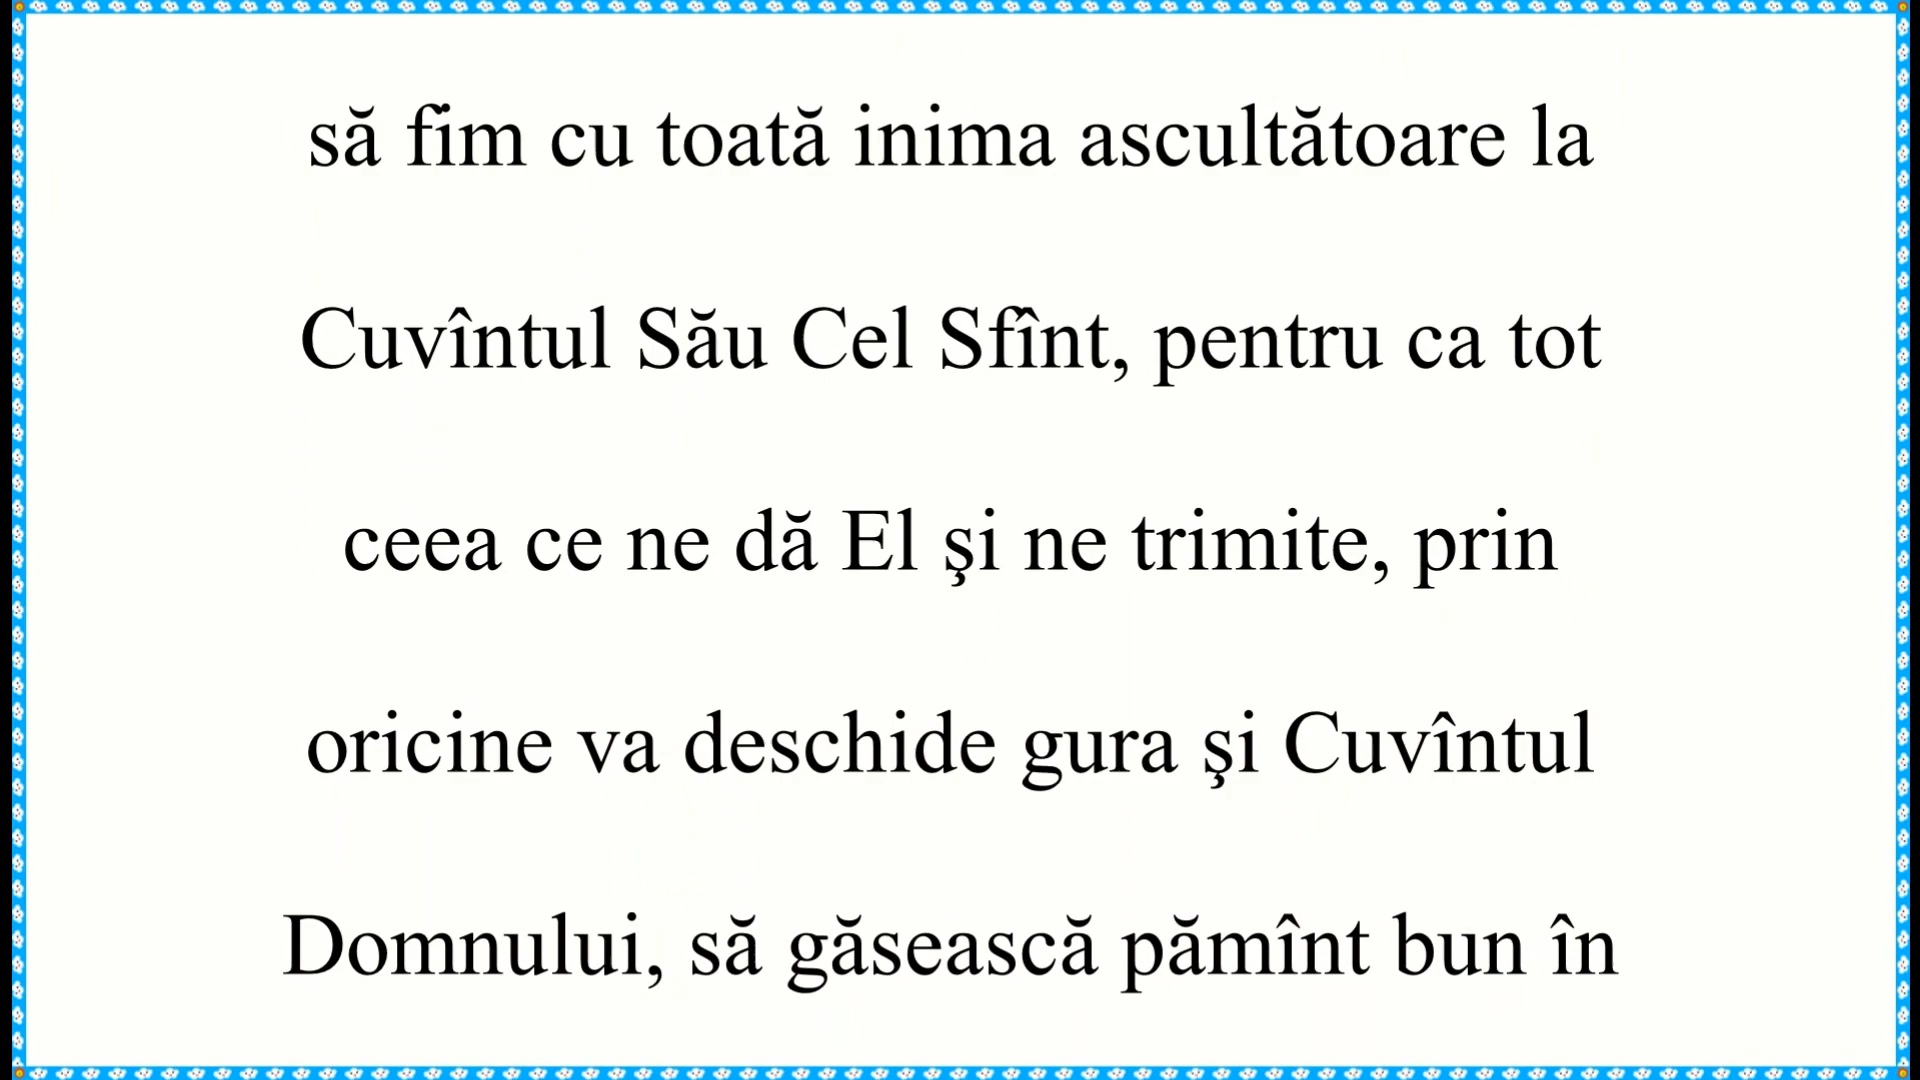 să fim cu toată inima ascultătoare la
Cuvîntul Său Cel Sfînt, pentru ca tot
ceea ce ne dă El şi ne trimite, prin
oricine va deschide gura şi Cuvîntul
Domnului, să găsească pămînt bun în